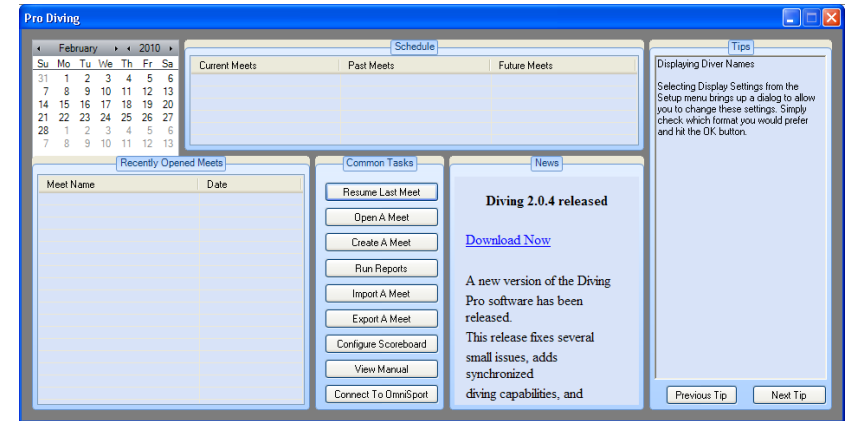 Pro Diving
February 2010
Su Mo Tu We Th Fr Sa
31 1 2 3 4 5 6
7 8 9 10 11 12 13
14 15 16 17 18 19 20
21 22 23 24 25 26 27
28 1 2 3 4 5 6
7 8 9 10 11 12 13
Schedule
Current Meets Past Meets Future Meets
Tips
Displaying Diver Names
Selecting Display Settings from the
Setup menu brings up a dialog to allow
you to change these settings. Simply
check which format you would prefer
and hit the OK button.
Previous Tip Next Tip
Recently Opened Meets
Meet Name Date
Common Tasks
Resume Last Meet
Open A Meet
Create A Meet
Run Reports
Import A Meet
Export A Meet
Configure Scoreboard
View Manual
Connect To OmniSport
News
Diving 2.0.4 released
Download Now
A new version of the Diving
Pro software has been
released.
This release fixes several
small issues, adds
synchronized
diving capabilities, and